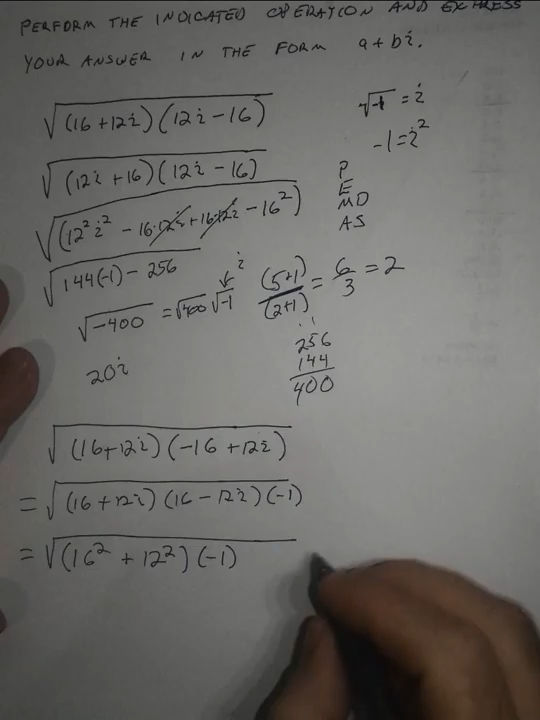 PERFORM THE INDICATED OPERATION AND EXPRESS
YOUR ANSWER IN THE FORM a+bi.
√(16+12i)(12i-16)
√-1 = i
-1=i²
√(12i+16)(12i-16)
P
E
MD
AS
√(12²i² - 16·12i + 16·12i - 16²)
√144(-1) - 256
√-400 = √400 √-1
i
(5+1)/(2+1) = 6/3 = 2
20i
256
144
400
√(16+12i)(-16+12i)
= √(16+12i)(16-12i)(-1)
= √(16²+12²)(-1)